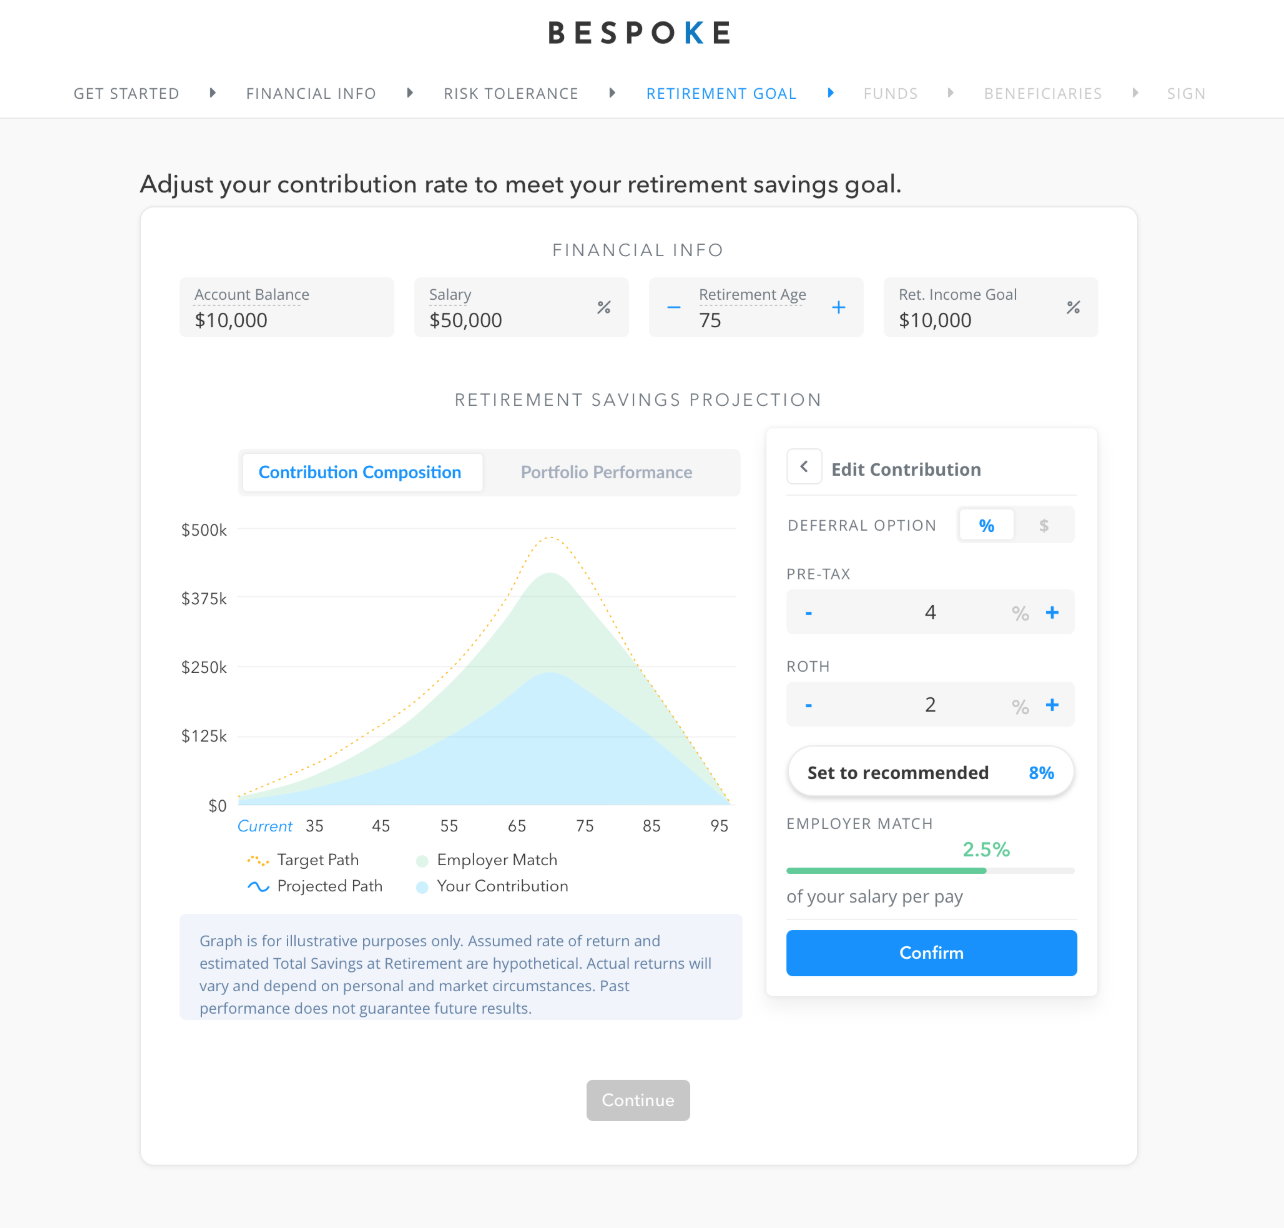 BESPOKE
GET STARTED
FINANCIAL INFO
RISK TOLERANCE
RETIREMENT GOAL
FUNDS
BENEFICIARIES
SIGN
Adjust your contribution rate to meet your retirement savings goal.
FINANCIAL INFO
Account Balance
$10,000
Salary
$50,000
%
− Retirement Age +
75
Ret. Income Goal
$10,000
%
RETIREMENT SAVINGS PROJECTION
Contribution Composition
Portfolio Performance
$500k
$375k
$250k
$125k
$0
Current 35 45 55 65 75 85 95
Target Path
Employer Match
Projected Path
Your Contribution
Graph is for illustrative purposes only. Assumed rate of return and
estimated Total Savings at Retirement are hypothetical. Actual returns will
vary and depend on personal and market circumstances. Past
performance does not guarantee future results.
Edit Contribution
DEFERRAL OPTION % $
PRE-TAX
- 4 % +
ROTH
- 2 % +
Set to recommended 8%
EMPLOYER MATCH
2.5%
of your salary per pay
Confirm
Continue